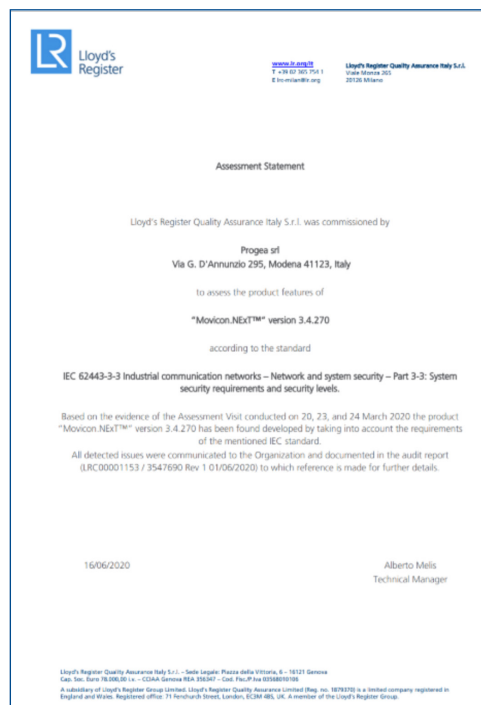 LR
Lloyd's
Register
www.lr.org/it
T +39 02 365 754 1
E lrc-milan@lr.org
Lloyd's Register Quality Assurance Italy S.r.l.
Viale Monza 265
20126 Milano
Assessment Statement
Lloyd's Register Quality Assurance Italy S.r.l. was commissioned by
Progea srl
Via G. D'Annunzio 295, Modena 41123, Italy
to assess the product features of
"Movicon.NExT™" version 3.4.270
according to the standard
IEC 62443-3-3 Industrial communication networks – Network and system security – Part 3-3: System
security requirements and security levels.
Based on the evidence of the Assessment Visit conducted on 20, 23, and 24 March 2020 the product
"Movicon.NExT™" version 3.4.270 has been found developed by taking into account the requirements
of the mentioned IEC standard.
All detected issues were communicated to the Organization and documented in the audit report
(LRC00001153 / 3547690 Rev 1 01/06/2020) to which reference is made for further details.
16/06/2020
Alberto Melis
Technical Manager
Lloyd's Register Quality Assurance Italy S.r.l. – Sede Legale: Piazza della Vittoria, 6 – 16121 Genova
Cap. Soc. Euro 78.000,00 i.v. – CCIAA Genova REA 356347 – Cod. Fisc./P.Iva 03568010106
A subsidiary of Lloyd's Register Group Limited. Lloyd's Register Quality Assurance Limited (Reg. no. 1879370) is a limited company registered in
England and Wales. Registered office: 71 Fenchurch Street, London, EC3M 4BS, UK. A member of the Lloyd's Register Group.